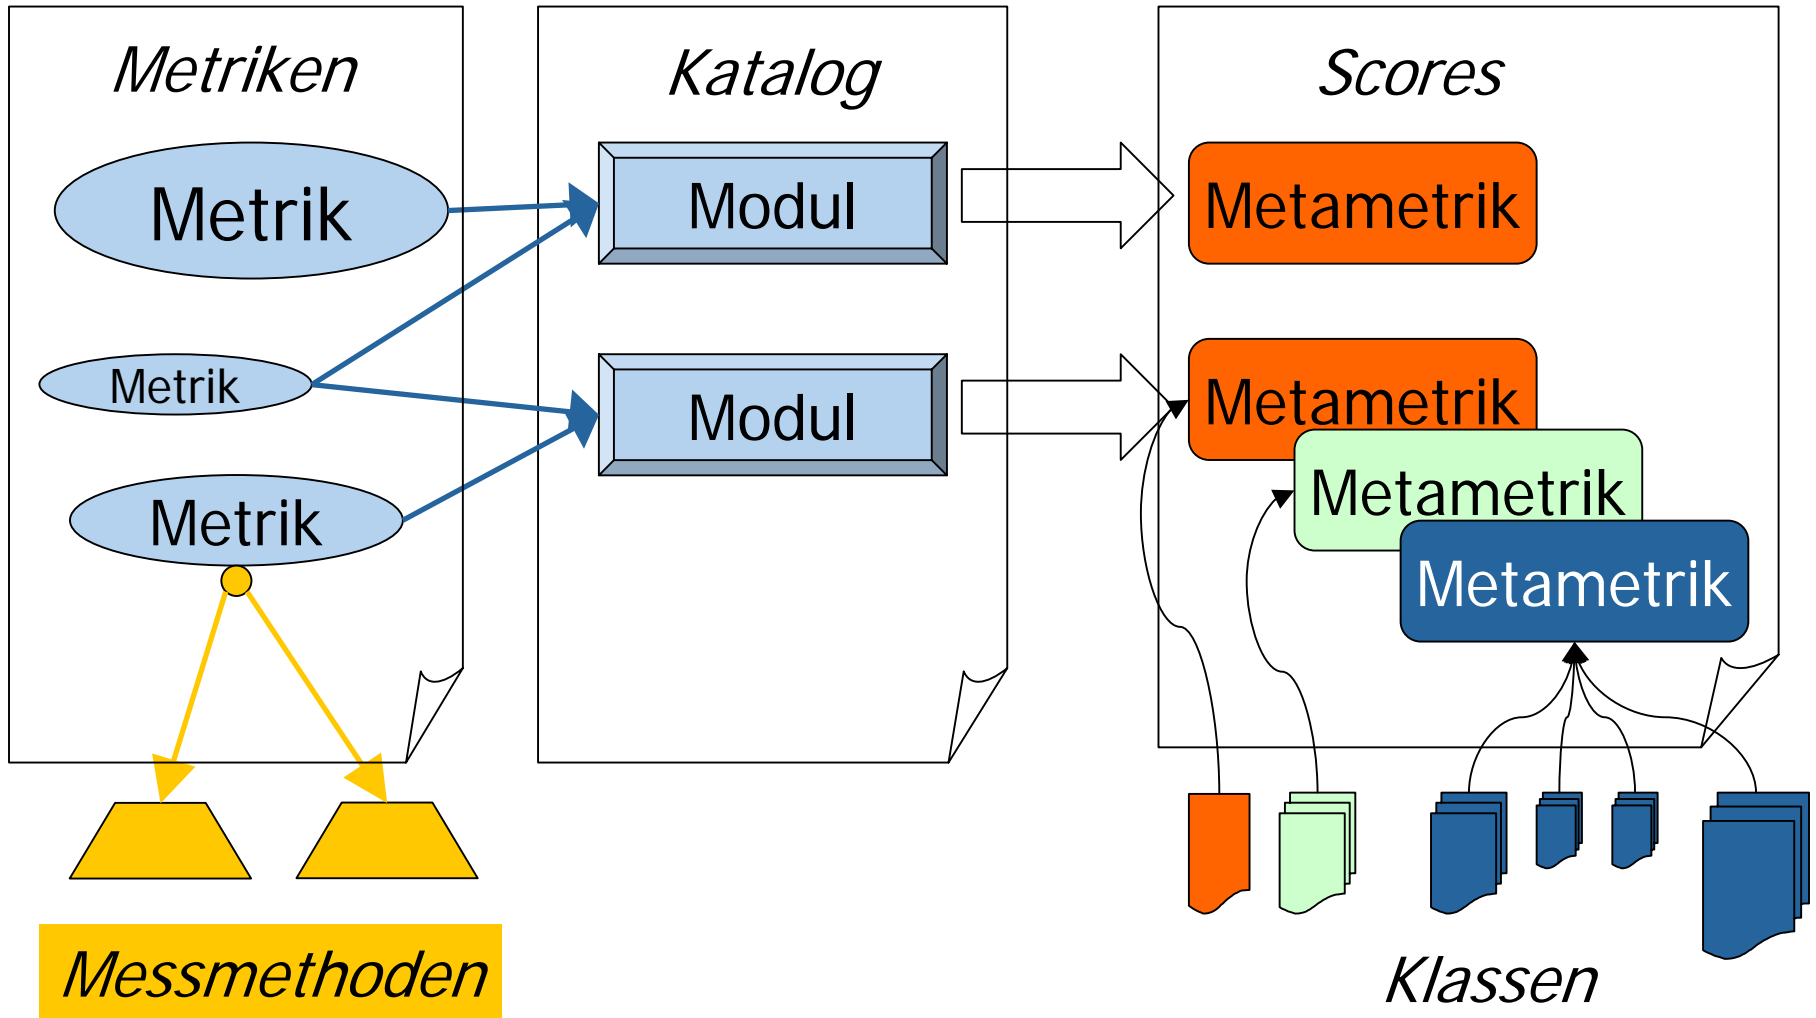 Metriken
Metrik
Metrik
Metrik
Messmethoden
Katalog
Modul
Modul
Scores
Metametrik
Metametrik
Metametrik
Metametrik
Klassen